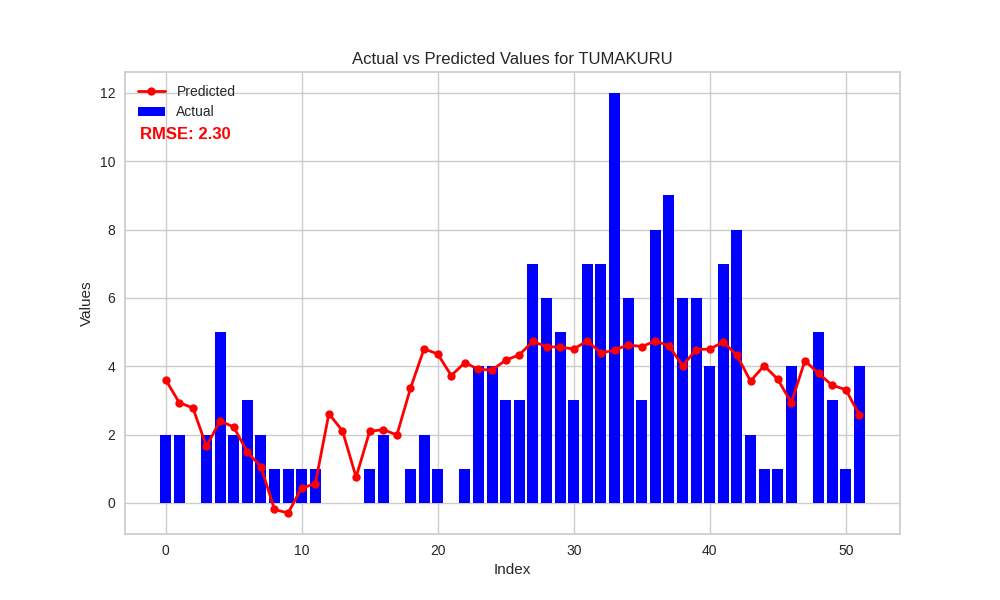 Actual vs Predicted Values for TUMAKURU
Predicted
Actual
RMSE: 2.30
Values
12
10
8
6
4
2
0
0 10 20 30 40 50
Index